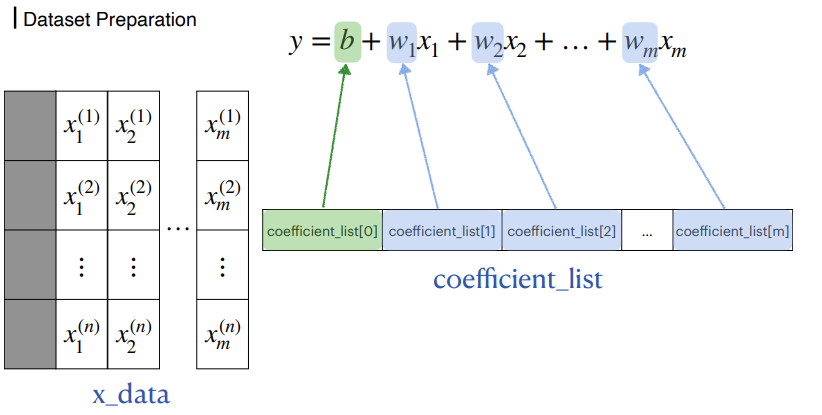 Dataset Preparation
y = b + w₁x₁ + w₂x₂ + … + wₘxₘ
x₁⁽¹⁾ x₂⁽¹⁾ xₘ⁽¹⁾
x₁⁽²⁾ x₂⁽²⁾ xₘ⁽²⁾
…
⋮ ⋮ ⋮
x₁⁽ⁿ⁾ x₂⁽ⁿ⁾ xₘ⁽ⁿ⁾
x_data
coefficient_list[0] coefficient_list[1] coefficient_list[2] ... coefficient_list[m]
coefficient_list